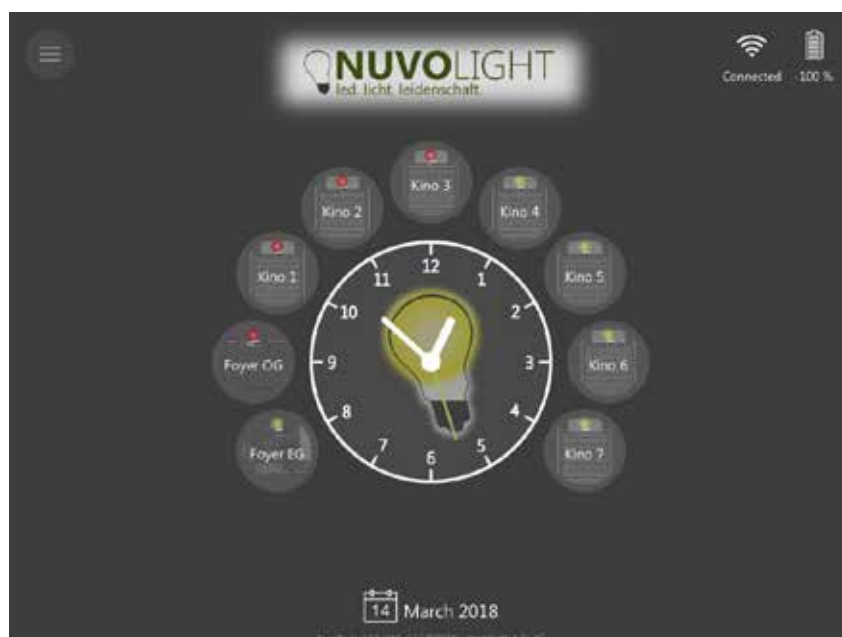 NUVOLIGHT
led. licht. leidenschaft.
Connected
-100 %
Kino 3
Kino 2
Kino 4
Kino 1
Kino 5
Foyer OG
Kino 6
Foyer EG
Kino 7
12
11
1
10
2
9
3
8
4
7
5
6
14
March 2018